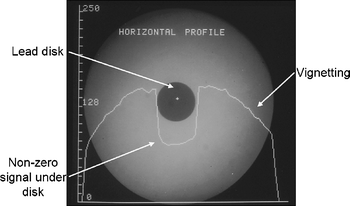 250
HORIZONTAL PROFILE
Lead disk
Vignetting
128
Non-zero
signal under
disk
0